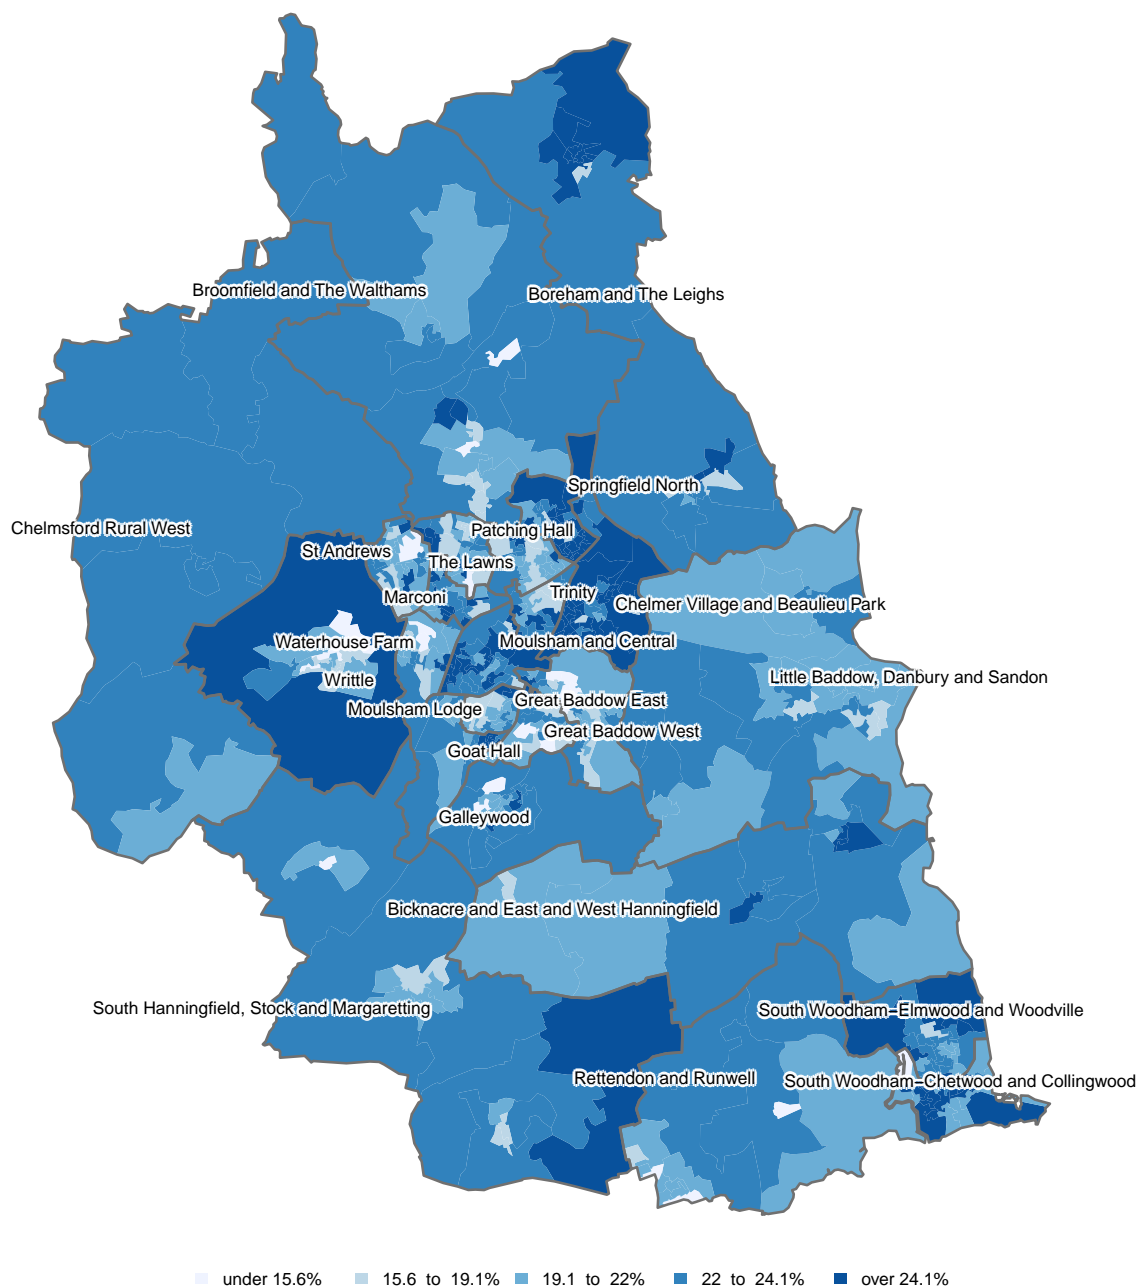 Broomfield and The Walthams
Boreham and The Leighs
Springfield North
Chelmsford Rural West
Patching Hall
St Andrews
The Lawns
Trinity
Marconi
Chelmer Village and Beaulieu Park
Waterhouse Farm
Moulsham and Central
Writtle
Little Baddow, Danbury and Sandon
Great Baddow East
Moulsham Lodge
Great Baddow West
Goat Hall
Galleywood
Bicknacre and East and West Hanningfield
South Hanningfield, Stock and Margaretting
South Woodham−Elmwood and Woodville
Rettendon and Runwell
South Woodham−Chetwood and Collingwood
under 15.6% 15.6 to 19.1% 19.1 to 22% 22 to 24.1% over 24.1%